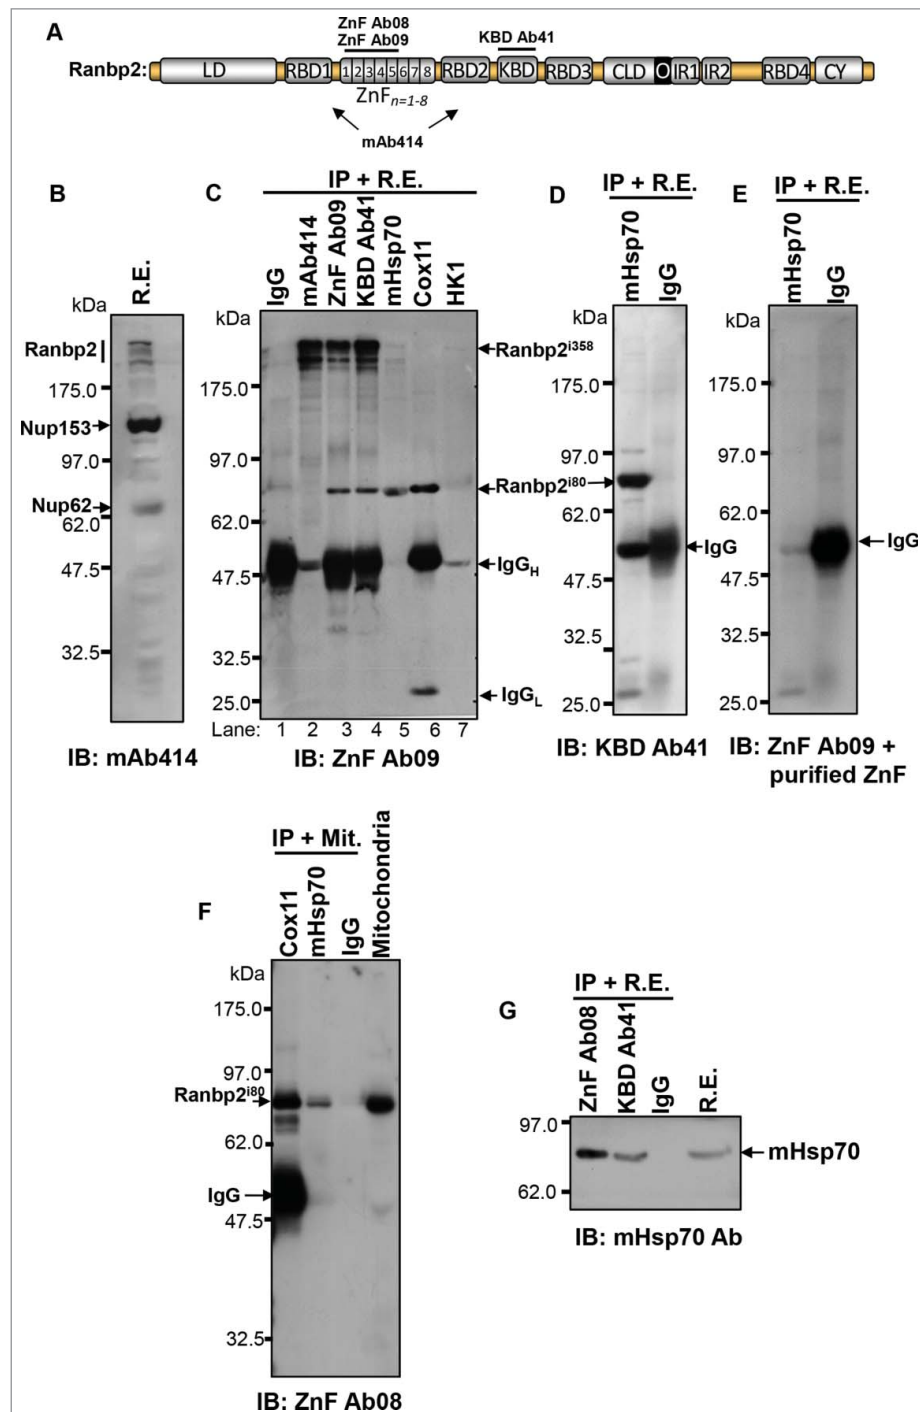 A
ZnF Ab08
ZnF Ab09
KBD Ab41
Ranbp2:
LD RBD1 1 2 3 4 5 6 7 8 RBD2 KBD RBD3 CLD O IR1 IR2 RBD4 CY
ZnFn=1-8
mAb414
B
R.E.
kDa
Ranbp2
175.0
Nup153
97.0
Nup62
62.0
47.5
32.5
IB: mAb414
C
IP + R.E.
IgG mAb414 ZnF Ab09 KBD Ab41 mHsp70 Cox11 HK1
kDa
Ranbp2i358
175.0
97.0
Ranbp2i80
62.0
IgGH
47.5
32.5
IgGL
25.0
Lane: 1 2 3 4 5 6 7
IB: ZnF Ab09
D
IP + R.E.
mHsp70 IgG
kDa
175.0
97.0
62.0
IgG
47.5
32.5
25.0
IB: KBD Ab41
E
IP + R.E.
mHsp70 IgG
kDa
175.0
97.0
62.0
IgG
47.5
32.5
25.0
IB: ZnF Ab09 +
purified ZnF
F
IP + Mit.
Cox11 mHsp70 IgG Mitochondria
kDa
175.0
97.0
Ranbp2i80
62.0
IgG
47.5
32.5
IB: ZnF Ab08
G
IP + R.E.
ZnF Ab08 KBD Ab41 IgG R.E.
97.0
mHsp70
62.0
IB: mHsp70 Ab